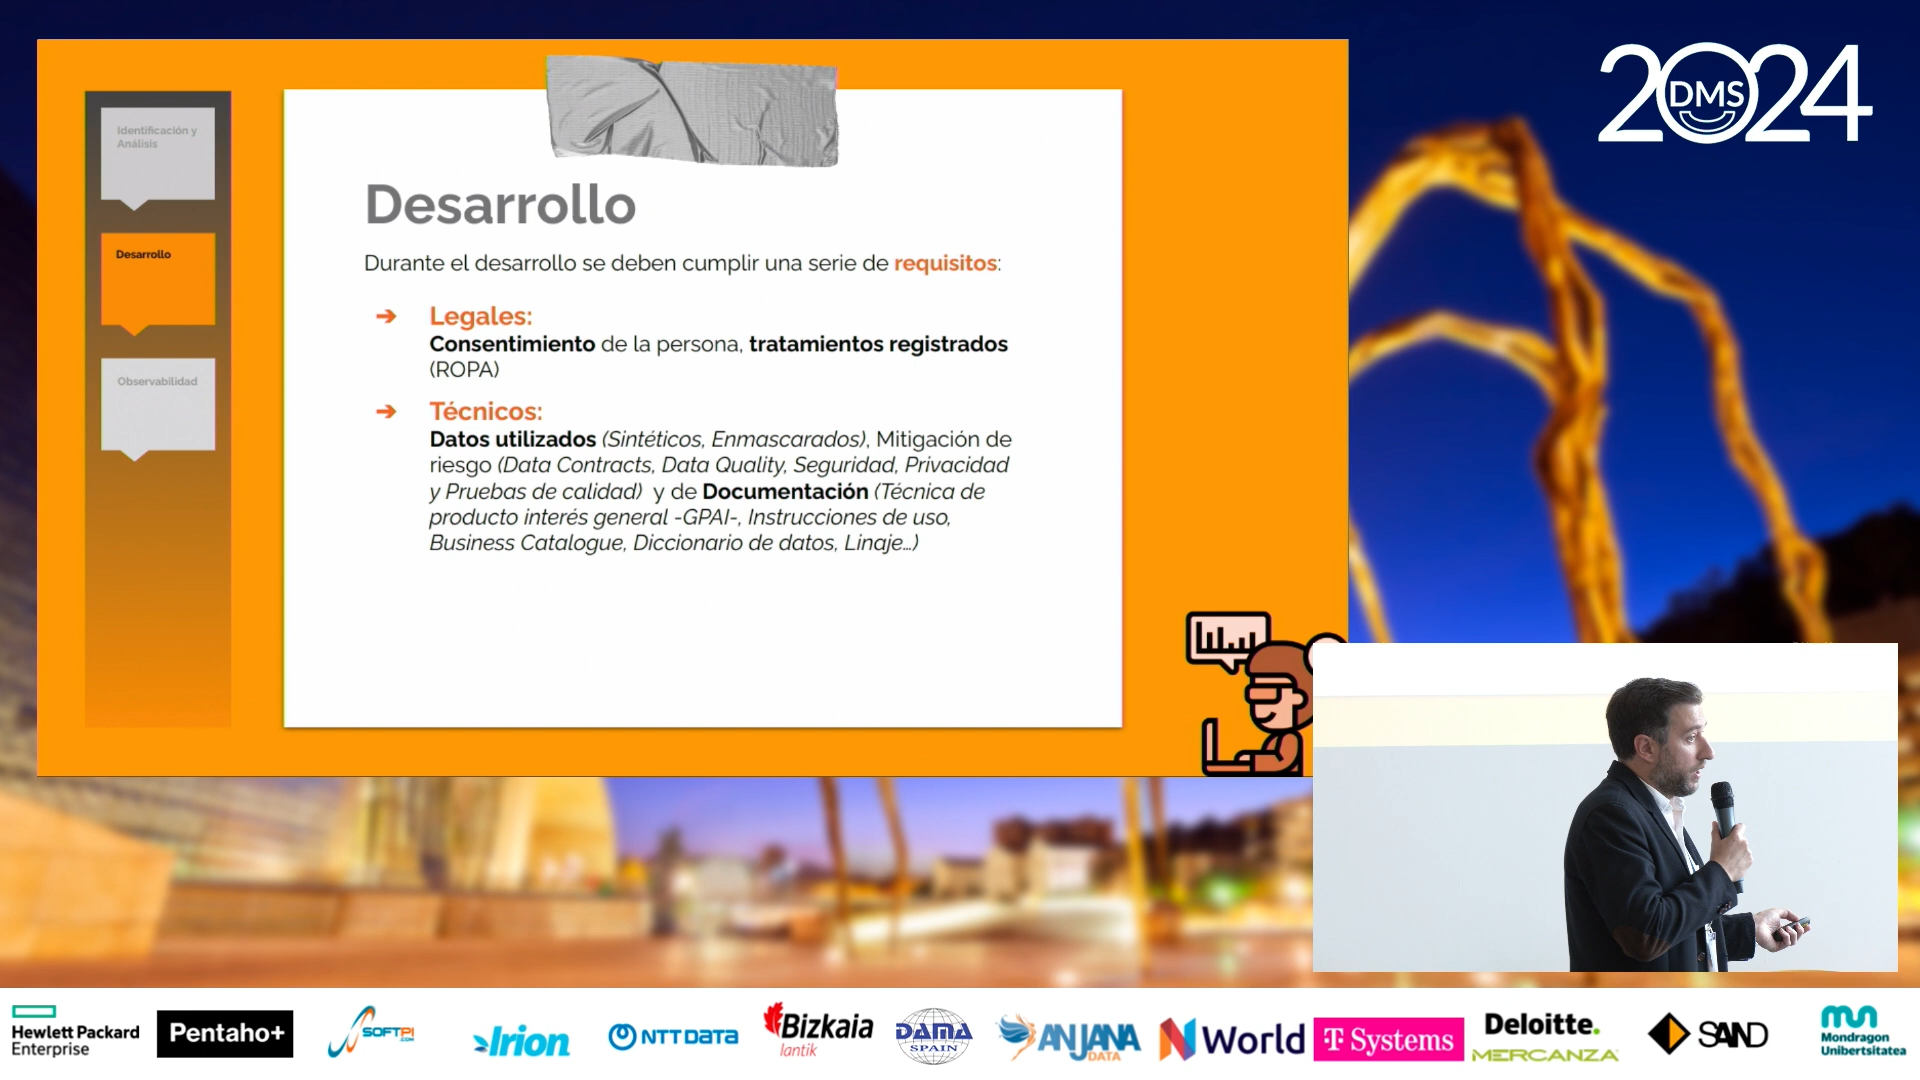 2024
DMS
Identificación y
Análisis
Desarrollo
Observabilidad
Desarrollo
Durante el desarrollo se deben cumplir una serie de requisitos:
➔ Legales:
Consentimiento de la persona, tratamientos registrados
(ROPA)
➔ Técnicos:
Datos utilizados (Sintéticos, Enmascarados), Mitigación de
riesgo (Data Contracts, Data Quality, Seguridad, Privacidad
y Pruebas de calidad) y de Documentación (Técnica de
producto interés general -GPAI-, Instrucciones de uso,
Business Catalogue, Diccionario de datos, Linaje...)
Hewlett Packard
Enterprise
Pentaho+
SOFTPI
.COM
Irion
NTT DATA
Bizkaia
lantik
DAMA
SPAIN
ANJANA
DATA
N World
T Systems
Deloitte.
MERCANZA
SAND
Mondragon
Unibertsitatea